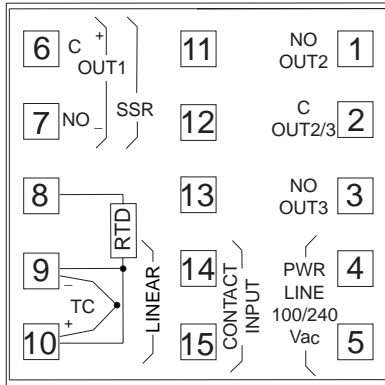 6 C +
OUT1
7 NO –
SSR
8
RTD
9
–
TC
+
10
LINEAR
11
12
13
14
15
CONTACT
INPUT
NO
OUT2 1
C
OUT2/3 2
NO
OUT3 3
4
PWR
LINE
100/240
Vac
5